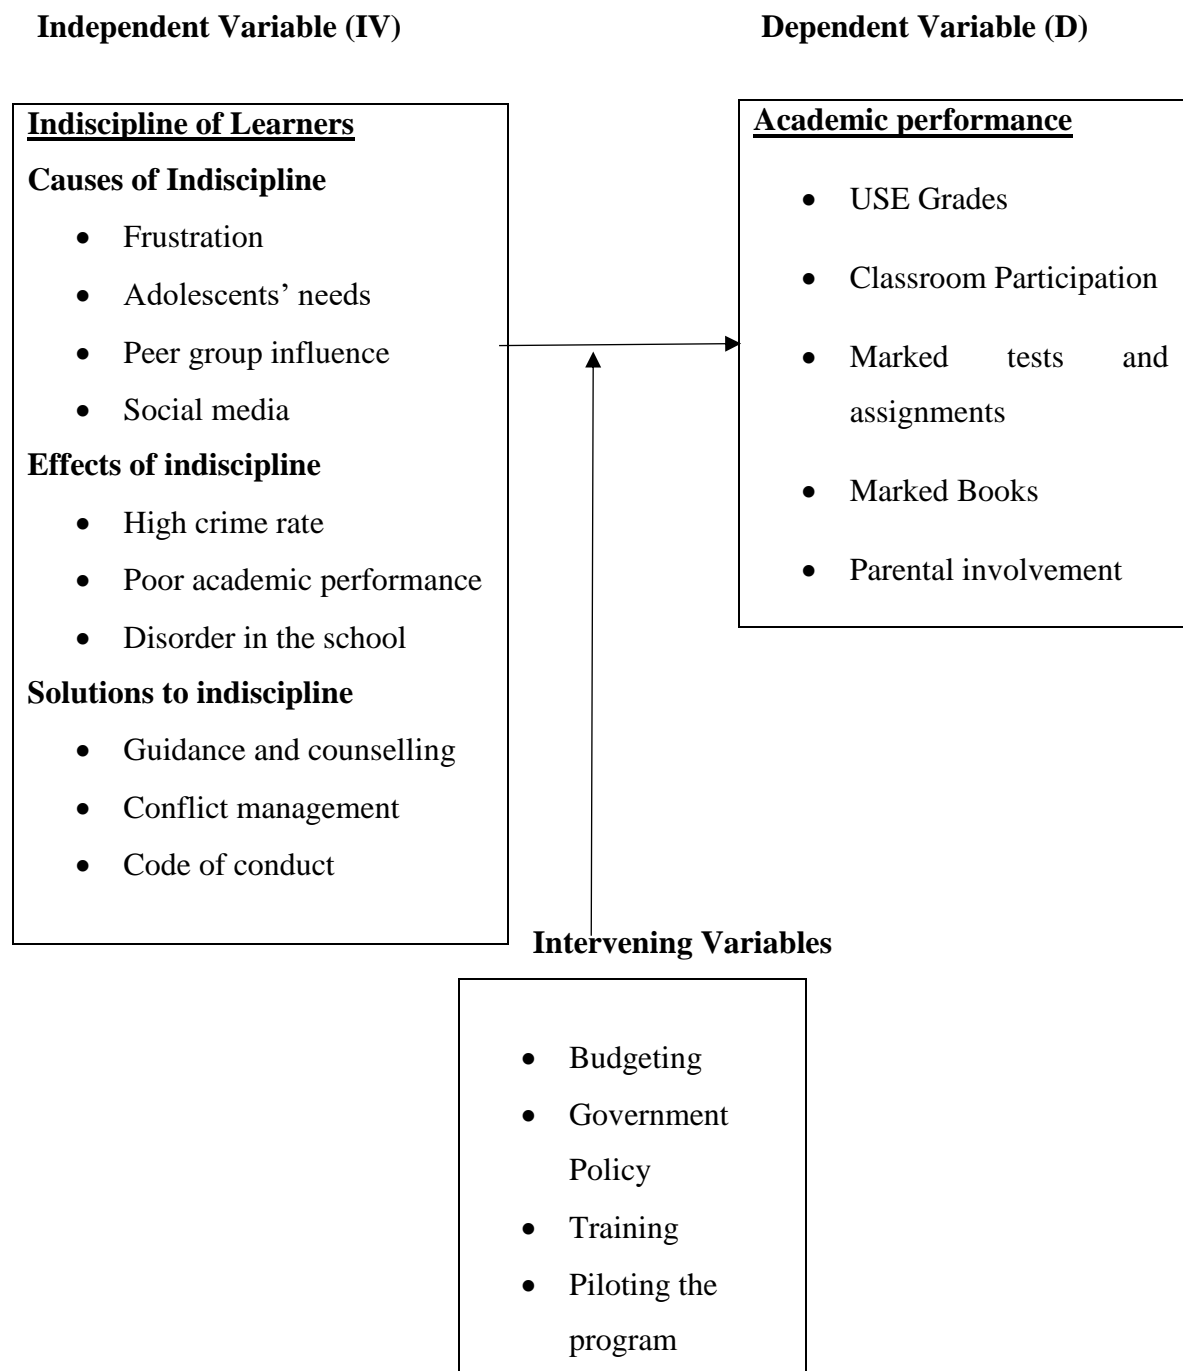 Independent Variable (IV)
Dependent Variable (D)
Indiscipline of Learners
Causes of Indiscipline
• Frustration
• Adolescents’ needs
• Peer group influence
• Social media
Effects of indiscipline
• High crime rate
• Poor academic performance
• Disorder in the school
Solutions to indiscipline
• Guidance and counselling
• Conflict management
• Code of conduct
Academic performance
• USE Grades
• Classroom Participation
• Marked tests and
assignments
• Marked Books
• Parental involvement
Intervening Variables
• Budgeting
• Government
Policy
• Training
• Piloting the
program